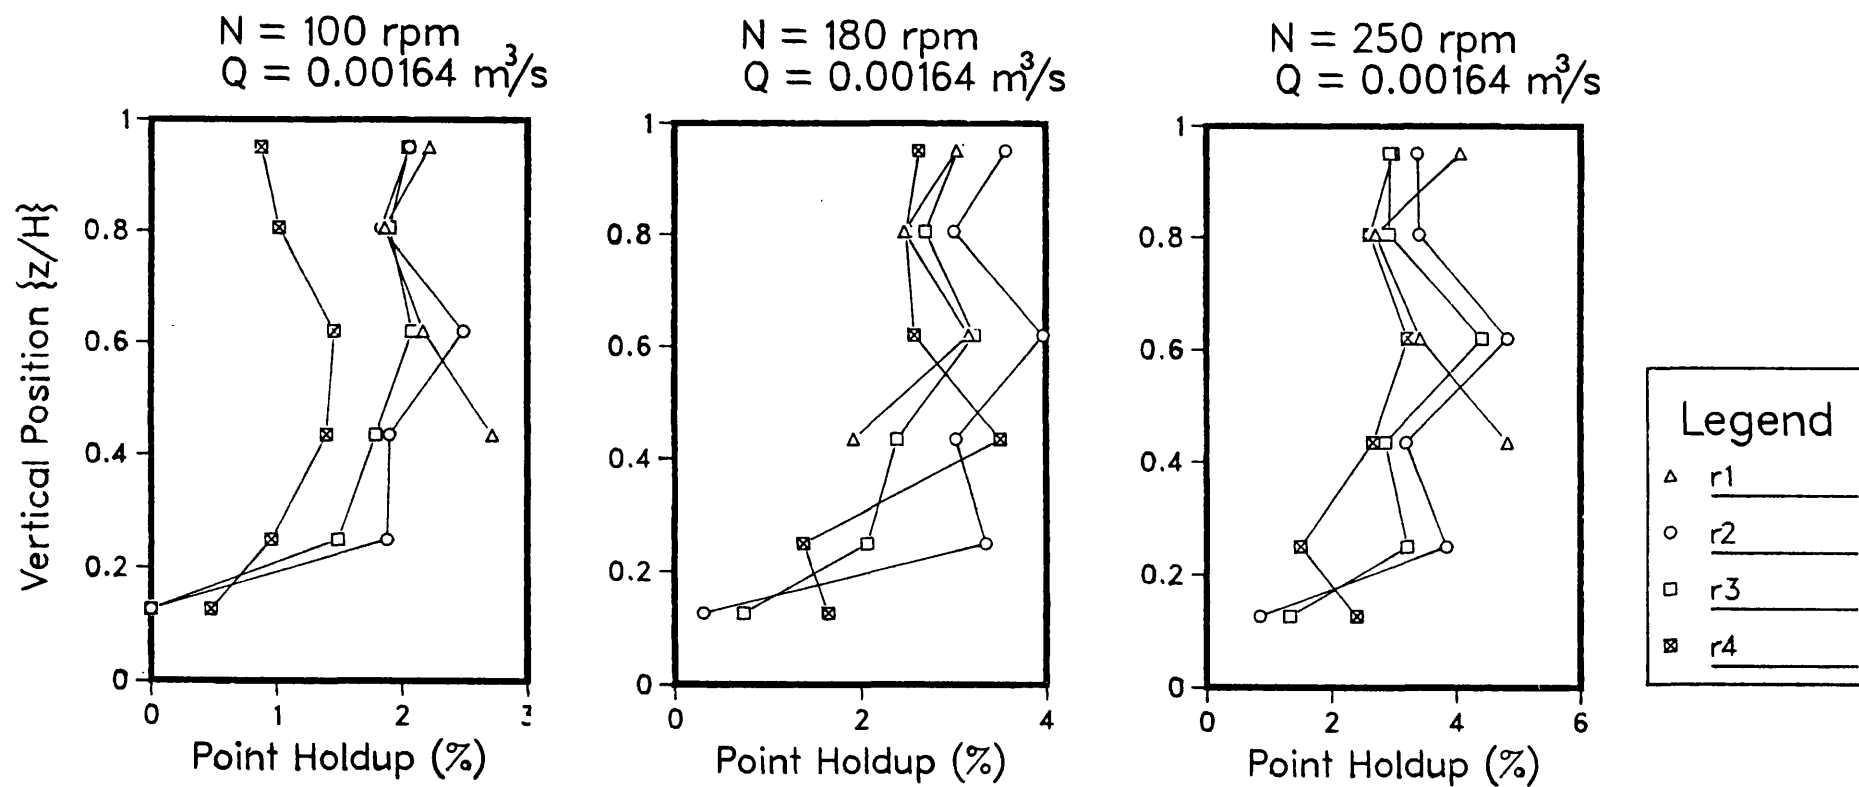 N = 100 rpm
Q = 0.00164 m³/s
N = 180 rpm
Q = 0.00164 m³/s
N = 250 rpm
Q = 0.00164 m³/s
Vertical Position {z/H}
1
0.8
0.6
0.4
0.2
0
0 1 2 3
Point Holdup (%)
1
0.8
0.6
0.4
0.2
0
0 2 4
Point Holdup (%)
1
0.8
0.6
0.4
0.2
0
0 2 4 6
Point Holdup (%)
Legend
r1
r2
r3
r4